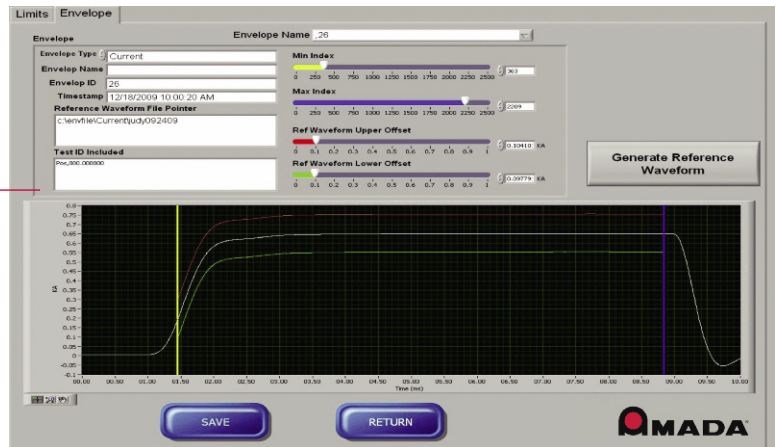 Limits Envelope
Envelope
Envelope Name ,26
Envelope Type Current
Envelop Name
Envelop ID 26
Timestamp 12/18/2009 10:00:20 AM
Reference Waveform File Pointer
c:\envfile\Current\judy092409
Test ID Included
Pos_000.000000
Min Index
0 250 500 750 1000 1250 1500 1750 2000 2250 2500
363
Max Index
0 250 500 750 1000 1250 1500 1750 2000 2250 2500
2209
Ref Waveform Upper Offset
0 0.1 0.2 0.3 0.4 0.5 0.6 0.7 0.8 0.9 1
0.10410 KA
Ref Waveform Lower Offset
0 0.1 0.2 0.3 0.4 0.5 0.6 0.7 0.8 0.9 1
0.09779 KA
Generate Reference
Waveform
0.8
0.75
0.7
0.65
0.6
0.55
0.5
0.45
0.4
0.35
0.3
0.25
0.2
0.15
0.1
0.05
0
-0.05
-0.1
KA
00.00 00.50 01.00 01.50 02.00 02.50 03.00 03.50 04.00 04.50 05.00 05.50 06.00 06.50 07.00 07.50 08.00 08.50 09.00 09.50 10.00
Time (ms)
SAVE
RETURN
AMADA